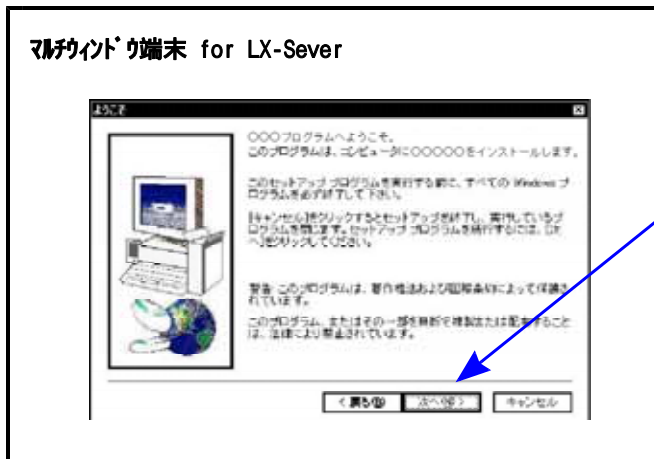 ﾏﾙﾁｳｨﾝﾄﾞｳ端末 for LX-Sever
ようこそ
○○○プログラムへようこそ。
このプログラムは、コンピュータに○○○○○をインストールします。
このセットアップ プログラムを実行する前に、すべての Windows プ
ログラムを必ず終了して下さい。
[キャンセル]をクリックするとセットアップを終了し、実行しているプ
ログラムを閉じます。セットアップ プログラムを続行するには、[次
へ]をクリックしてください。
警告: このプログラムは、著作権法および国際条約によって保護さ
れています。
このプログラム、またはその一部を無断で複製または配布すること
は、法律により禁止されています。
< 戻る(B)
次へ(N) >
キャンセル